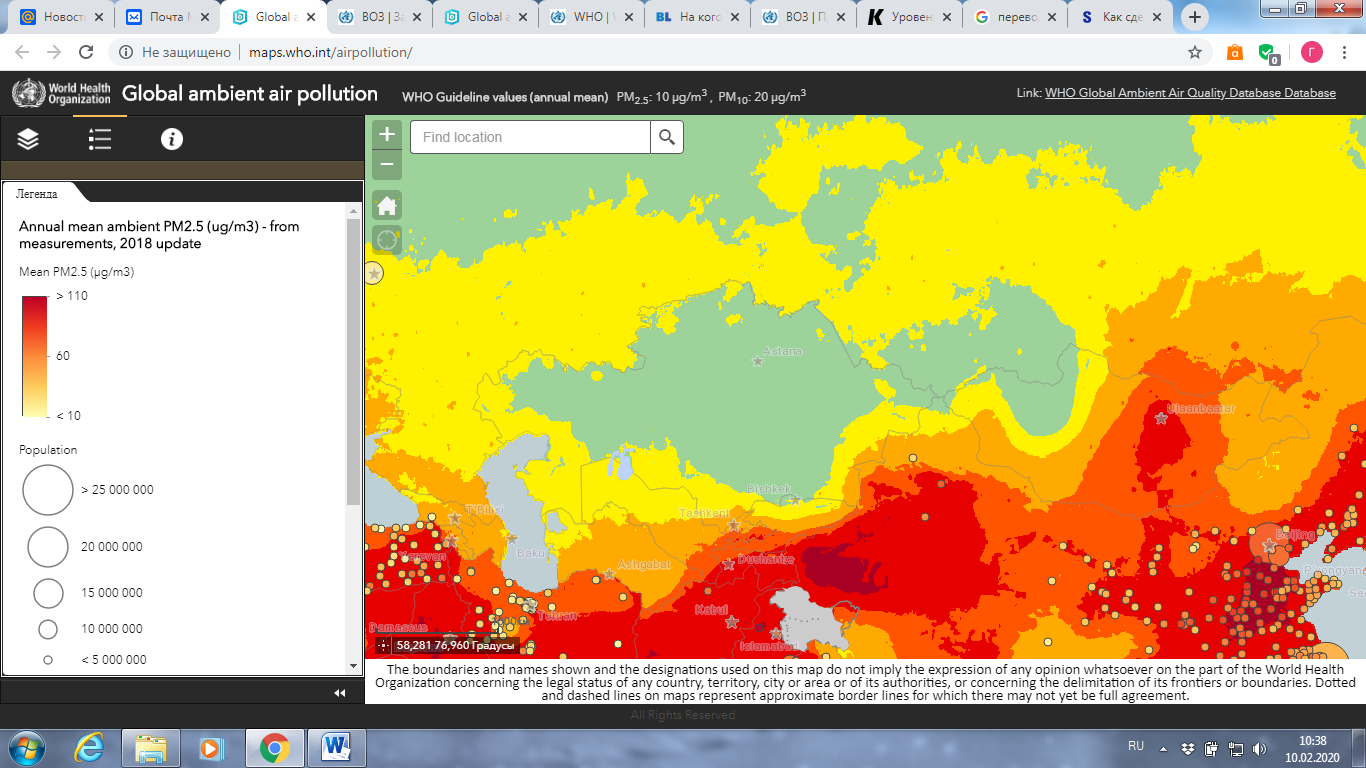 Новост
Почта М
Global a
ВОЗ | За
Global a
WHO | V
На кого
ВОЗ | П
Уровен
перево
Как сде
Не защищено
maps.who.int/airpollution/
0
Г
World Health
Organization
Global ambient air pollution
WHO Guideline values (annual mean) PM2.5: 10 µg/m3 , PM10: 20 µg/m3
Link: WHO Global Ambient Air Quality Database Database
Find location
Легенда
Annual mean ambient PM2.5 (ug/m3) - from
measurements, 2018 update
Mean PM2.5 (µg/m3)
> 110
60
< 10
Population
> 25 000 000
20 000 000
15 000 000
10 000 000
< 5 000 000
Astana
Ulaanbaatar
Bishkek
Tashkent
T'Bilisi
Yerevan
Baku
Ashgabat
Dushanbe
Beijing
P'yongyang
Se
Tehran
Kabul
Damascus
Islamabad
58,281 76,960 Градусы
The boundaries and names shown and the designations used on this map do not imply the expression of any opinion whatsoever on the part of the World Health
Organization concerning the legal status of any country, territory, city or area or of its authorities, or concerning the delimitation of its frontiers or boundaries. Dotted
and dashed lines on maps represent approximate border lines for which there may not yet be full agreement.
All Rights Reserved
RU
10:38
10.02.2020